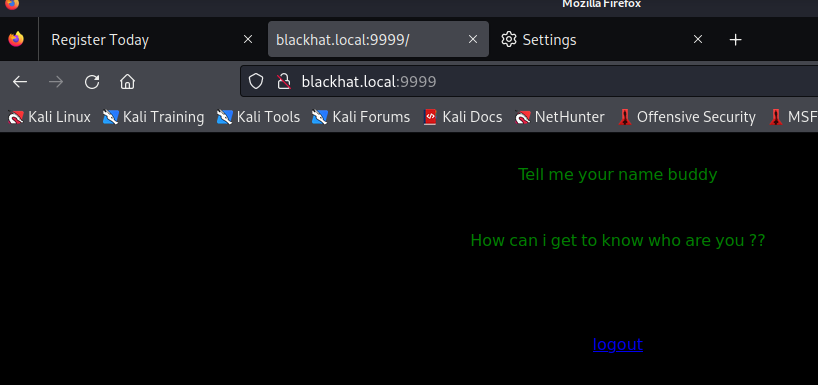 Mozilla Firefox
Register Today blackhat.local:9999/ Settings
blackhat.local:9999
Kali Linux Kali Training Kali Tools Kali Forums Kali Docs NetHunter Offensive Security MSF
Tell me your name buddy
How can i get to know who are you ??
logout